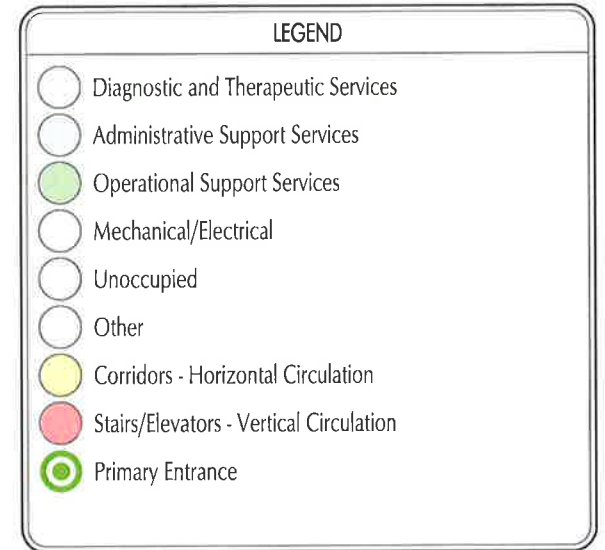 LEGEND
Diagnostic and Therapeutic Services
Administrative Support Services
Operational Support Services
Mechanical/Electrical
Unoccupied
Other
Corridors - Horizontal Circulation
Stairs/Elevators - Vertical Circulation
Primary Entrance